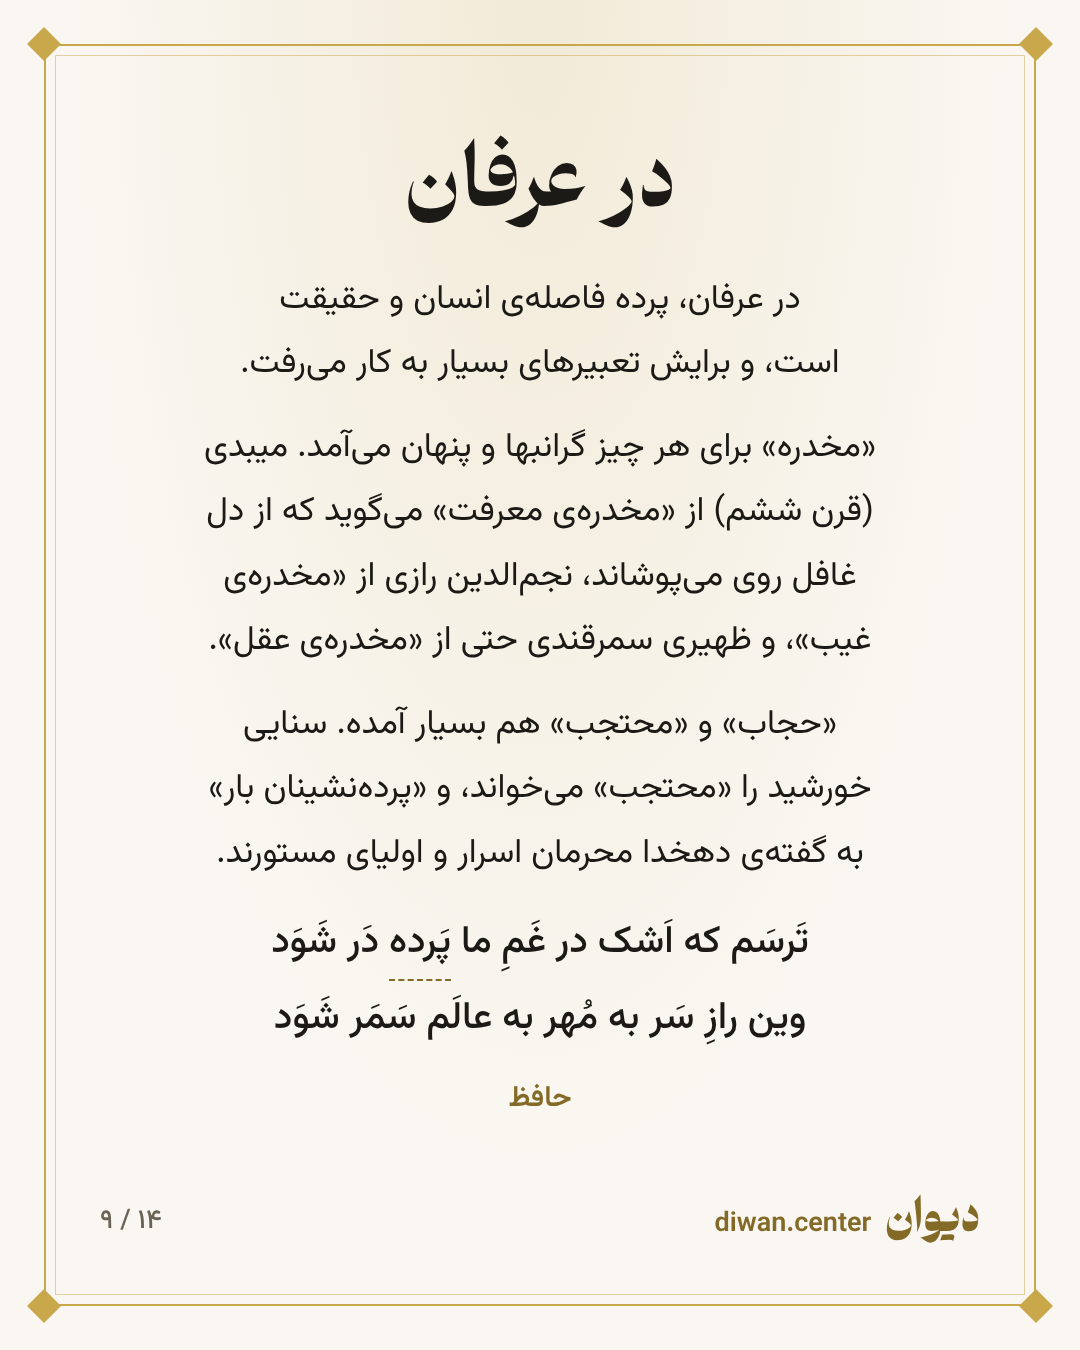 در عرفان
در عرفان، پرده فاصله‌ی انسان و حقیقت
است، و برایش تعبیرهای بسیار به کار می‌رفت.
«مخدره» برای هر چیز گرانبها و پنهان می‌آمد. میبدی
(قرن ششم) از «مخدره‌ی معرفت» می‌گوید که از دل
غافل روی می‌پوشاند، نجم‌الدین رازی از «مخدره‌ی
غیب»، و ظهیری سمرقندی حتی از «مخدره‌ی عقل».
«حجاب» و «محتجب» هم بسیار آمده. سنایی
خورشید را «محتجب» می‌خواند، و «پرده‌نشینان بار»
به گفته‌ی دهخدا محرمان اسرار و اولیای مستورند.
تَرسَم که اَشک در غَمِ ما پَرده دَر شَوَد
وین رازِ سَر به مُهر به عالَم سَمَر شَوَد
حافظ
دیوان diwan.center
۹ / ۱۴